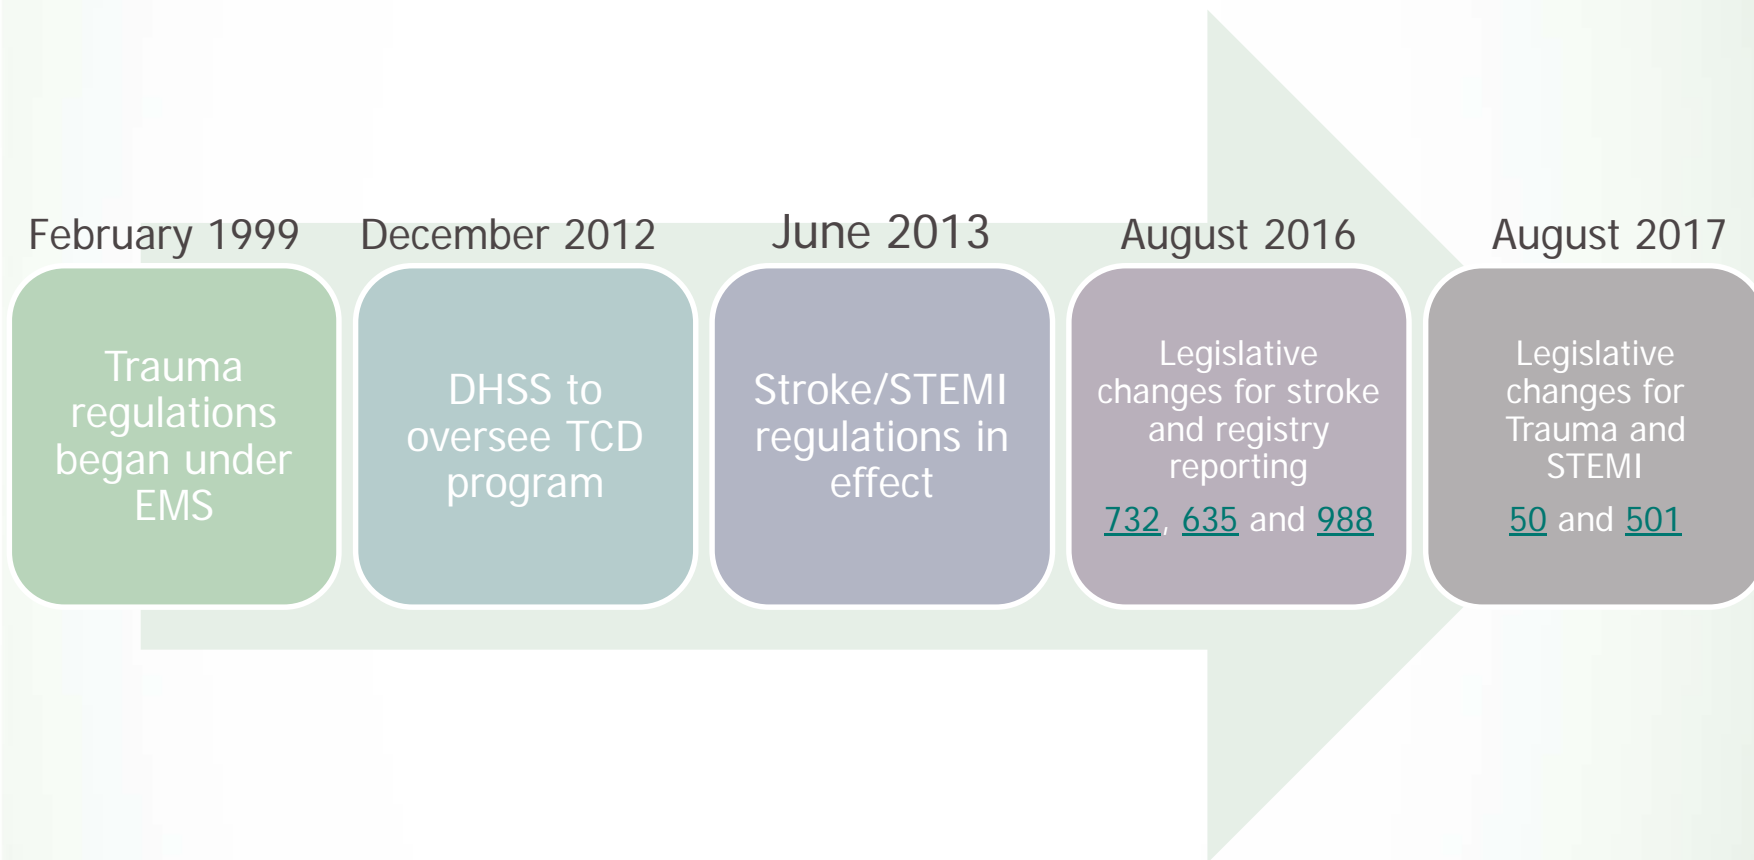 February 1999
Trauma
regulations
began under
EMS
December 2012
DHSS to
oversee TCD
program
June 2013
Stroke/STEMI
regulations in
effect
August 2016
Legislative
changes for stroke
and registry
reporting
732, 635 and 988
August 2017
Legislative
changes for
Trauma and
STEMI
50 and 501